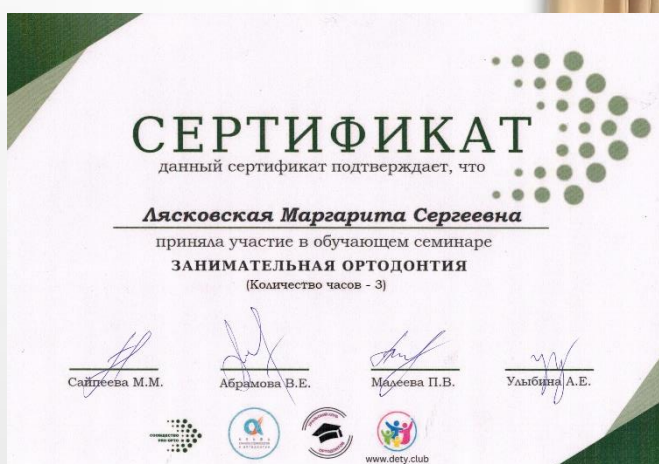 СЕРТИФИКАТ
данный сертификат подтверждает, что
Лясковская Маргарита Сергеевна
приняла участие в обучающем семинаре
ЗАНИМАТЕЛЬНАЯ ОРТОДОНТИЯ
(Количество часов - 3)
Сайпеева М.М. Абрамова В.Е. Малеева П.В. Улыбина А.Е.
www.dety.club